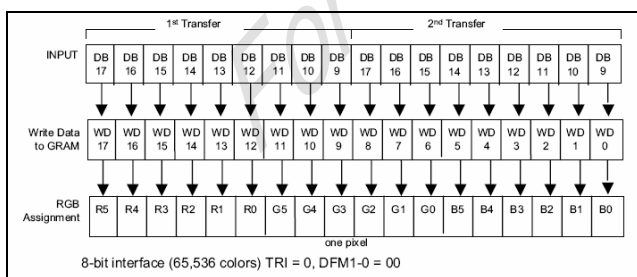 1st Transfer 2nd Transfer
INPUT DB 17 DB 16 DB 15 DB 14 DB 13 DB 12 DB 11 DB 10 DB 9 DB 17 DB 16 DB 15 DB 14 DB 13 DB 12 DB 11 DB 10 DB 9
Write Data to GRAM WD 17 WD 16 WD 15 WD 14 WD 13 WD 12 WD 11 WD 10 WD 9 WD 8 WD 7 WD 6 WD 5 WD 4 WD 3 WD 2 WD 1 WD 0
RGB Assignment R5 R4 R3 R2 R1 R0 G5 G4 G3 G2 G1 G0 B5 B4 B3 B2 B1 B0
one pixel
8-bit interface (65,536 colors) TRI = 0, DFM1-0 = 00
For